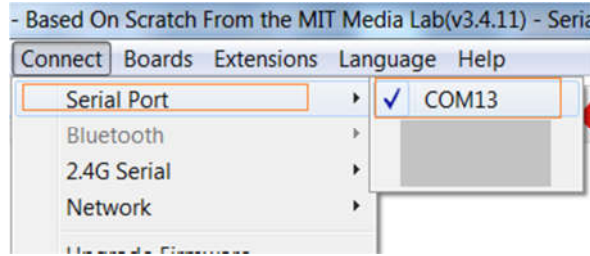 - Based On Scratch From the MIT Media Lab(v3.4.11) - Seria
Connect Boards Extensions Language Help
Serial Port COM13
Bluetooth
2.4G Serial
Network